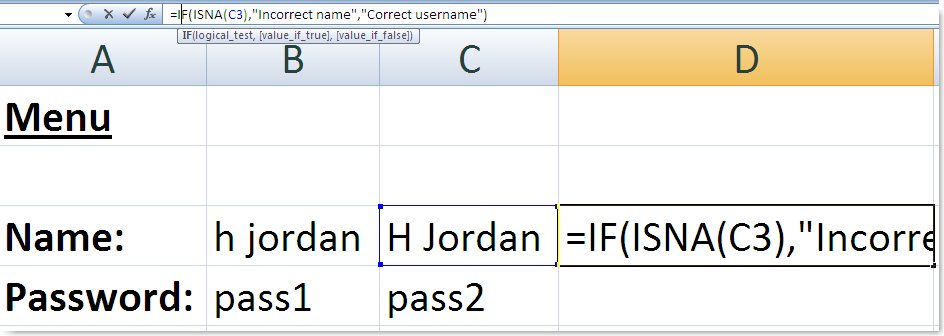 =IF(ISNA(C3),"Incorrect name","Correct username")
IF(logical_test, [value_if_true], [value_if_false])
A B C D
Menu
Name: h jordan H Jordan =IF(ISNA(C3),"Incorre
Password: pass1 pass2